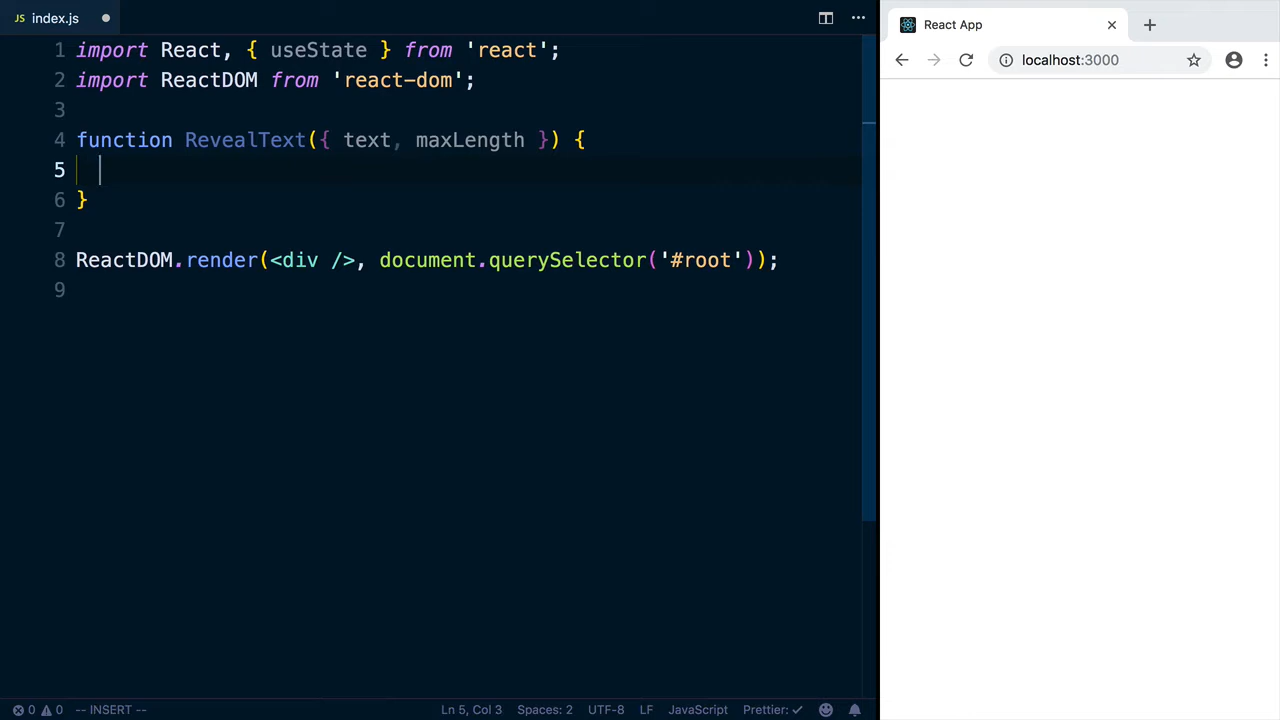 index.js
1 import React, { useState } from 'react';
2 import ReactDOM from 'react-dom';
3
4 function RevealText({ text, maxLength }) {
5
6 }
7
8 ReactDOM.render(<div />, document.querySelector('#root'));
9
0 0 -- INSERT -- Ln 5, Col 3 Spaces: 2 UTF-8 LF JavaScript Prettier: ✓
React App
localhost:3000